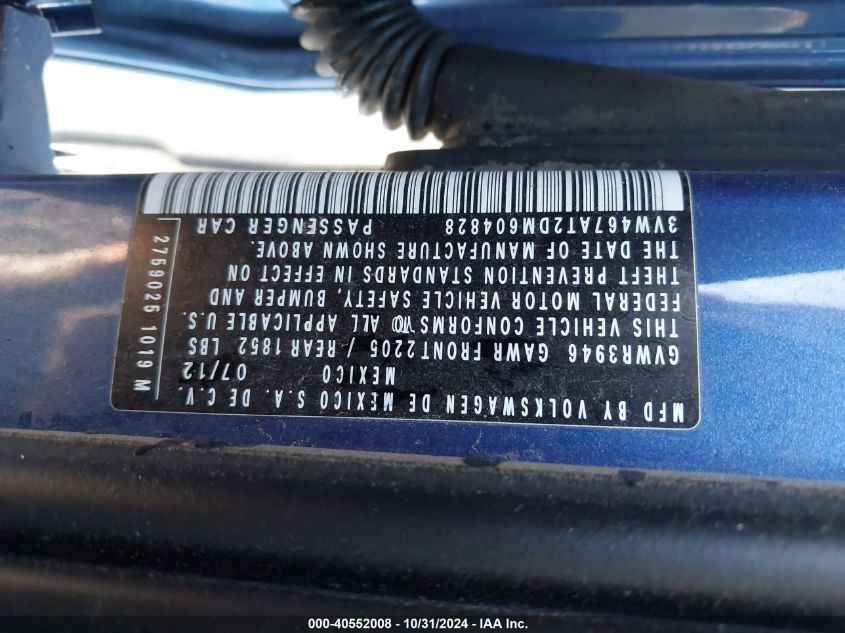 MFD BY VOLKSWAGEN DE MEXICO S.A. DE C.V.
MEXICO 07/12
GVWR3946 GAWR FRONT2205 / REAR1852 LBS
THIS VEHICLE CONFORMS TO ALL APPLICABLE U.S.
FEDERAL MOTOR VEHICLE SAFETY, BUMPER AND
THEFT PREVENTION STANDARDS IN EFFECT ON
THE DATE OF MANUFACTURE SHOWN ABOVE.
3VW467AT2DM604828 PASSENGER CAR
2759025 1019 M
000-40552008 - 10/31/2024 - IAA Inc.